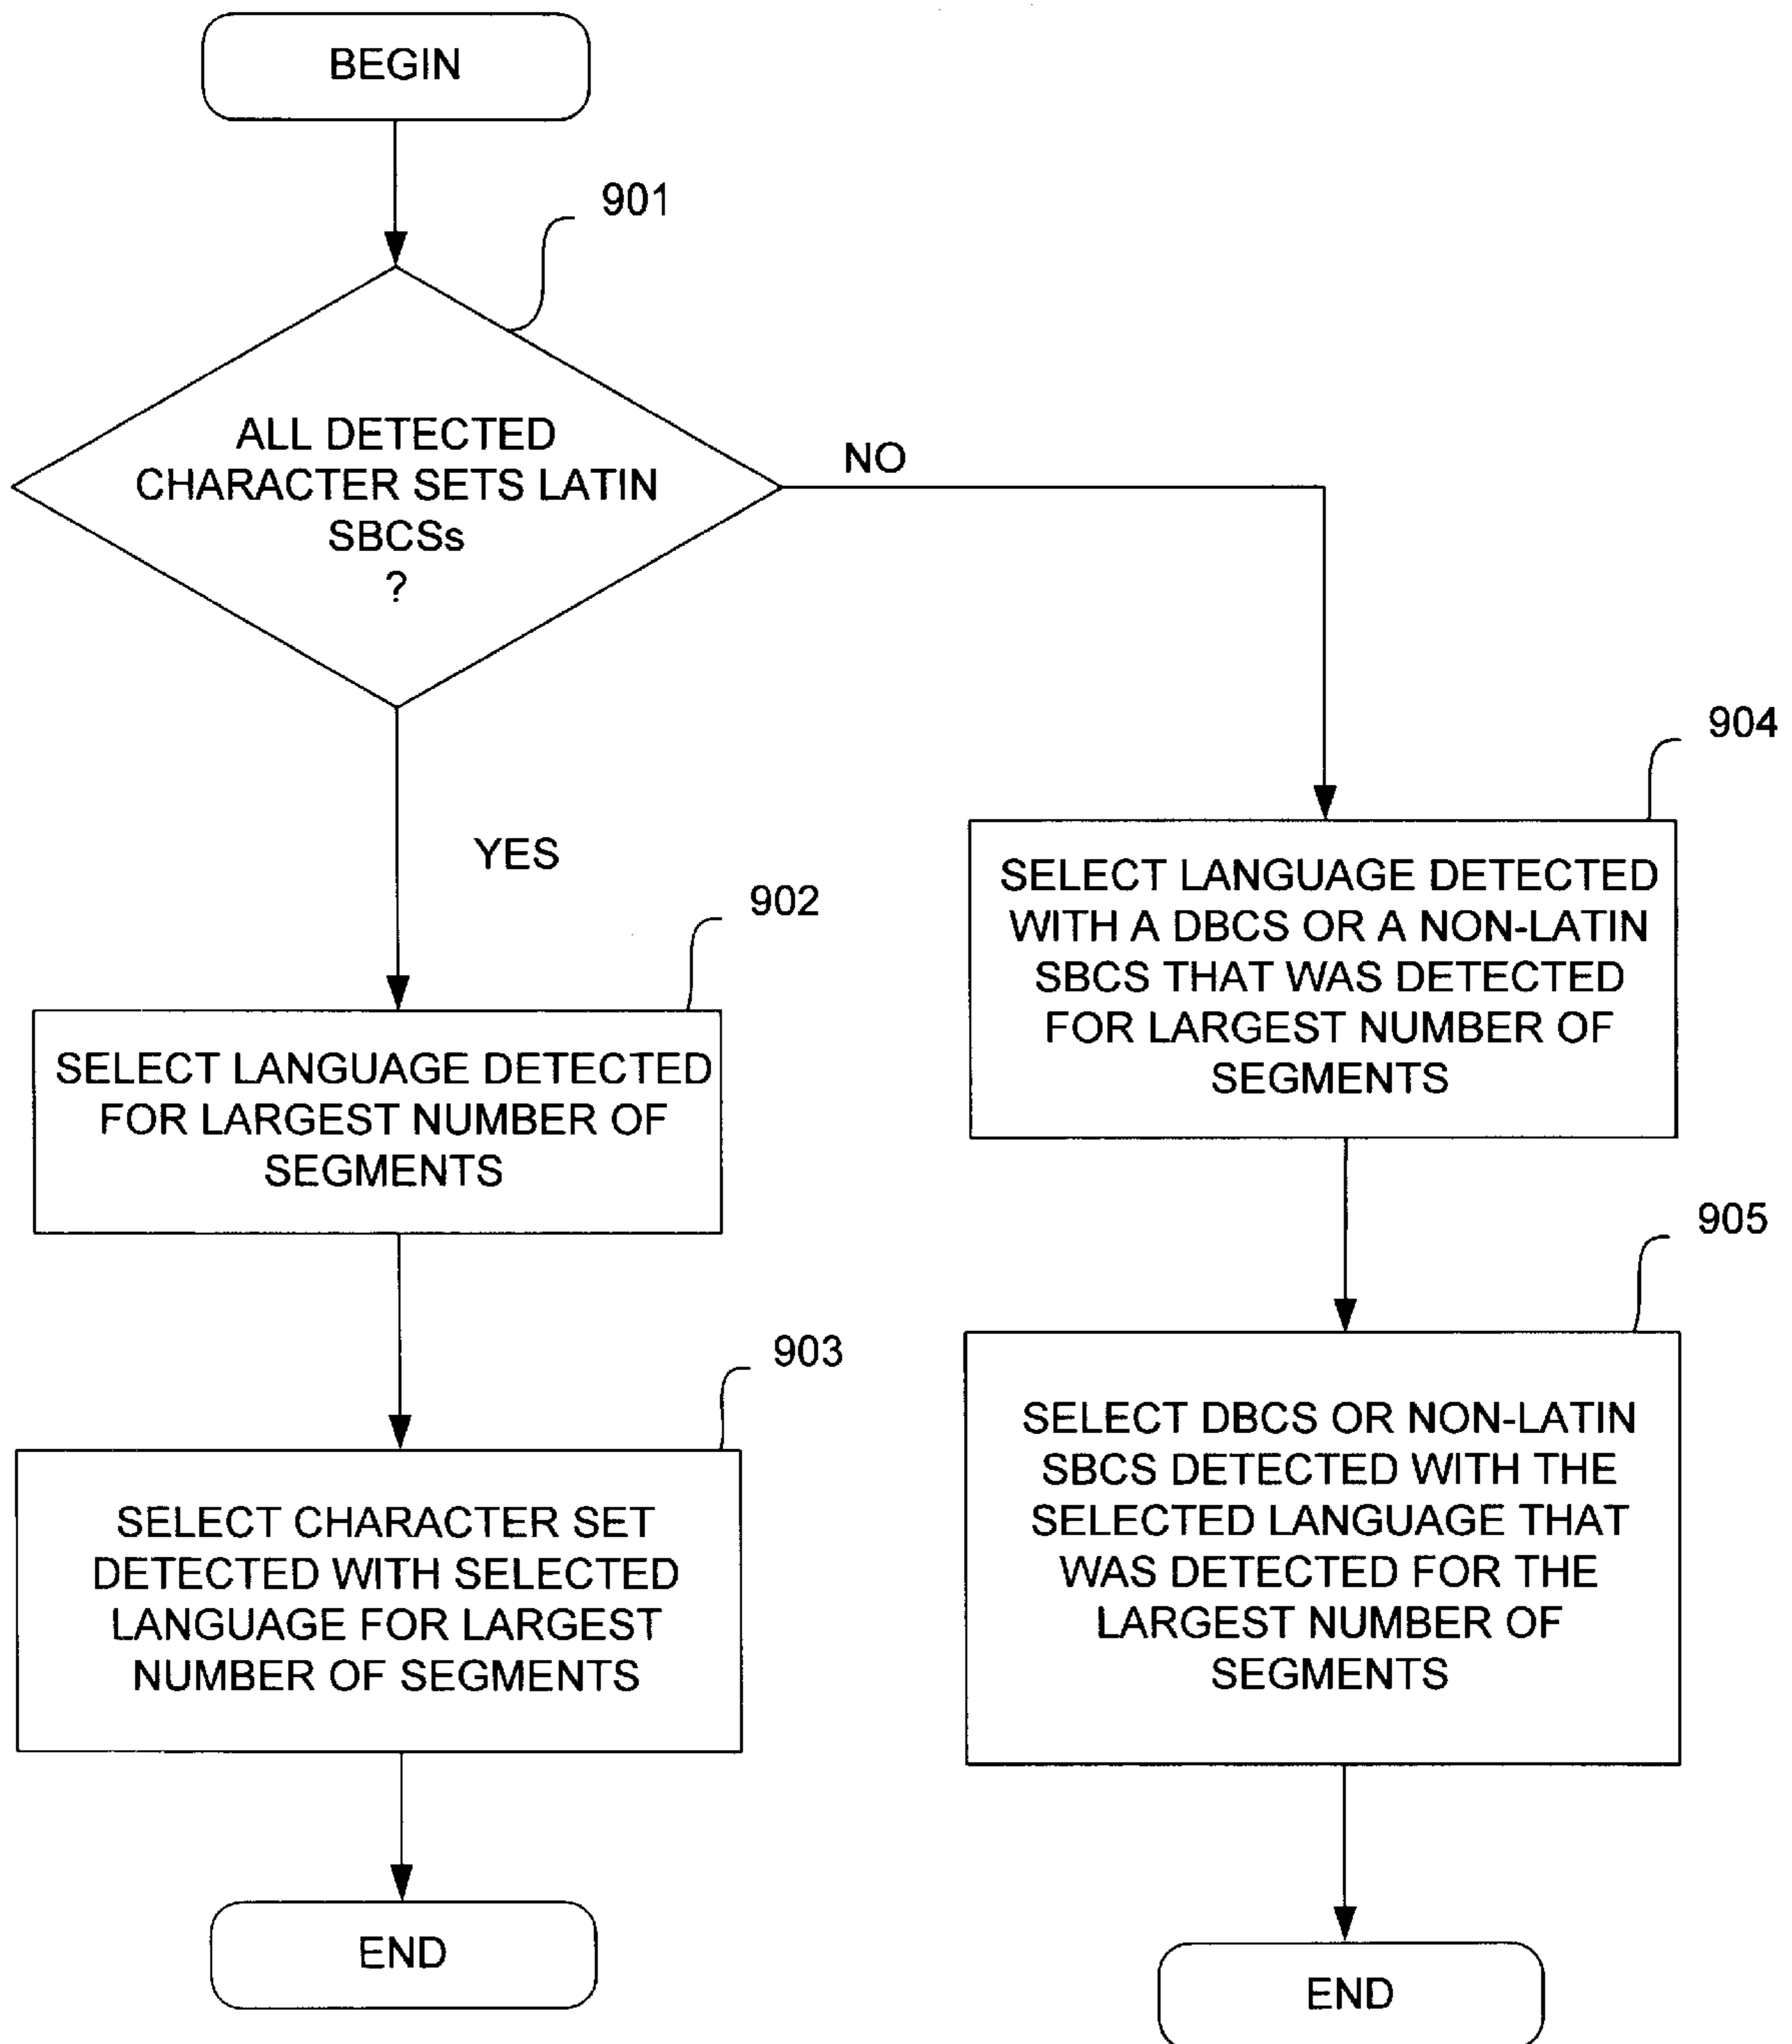 BEGIN
901
ALL DETECTED
CHARACTER SETS LATIN
SBCSs
?
NO
YES
902
SELECT LANGUAGE DETECTED
FOR LARGEST NUMBER OF
SEGMENTS
903
SELECT CHARACTER SET
DETECTED WITH SELECTED
LANGUAGE FOR LARGEST
NUMBER OF SEGMENTS
END
904
SELECT LANGUAGE DETECTED
WITH A DBCS OR A NON-LATIN
SBCS THAT WAS DETECTED
FOR LARGEST NUMBER OF
SEGMENTS
905
SELECT DBCS OR NON-LATIN
SBCS DETECTED WITH THE
SELECTED LANGUAGE THAT
WAS DETECTED FOR THE
LARGEST NUMBER OF
SEGMENTS
END